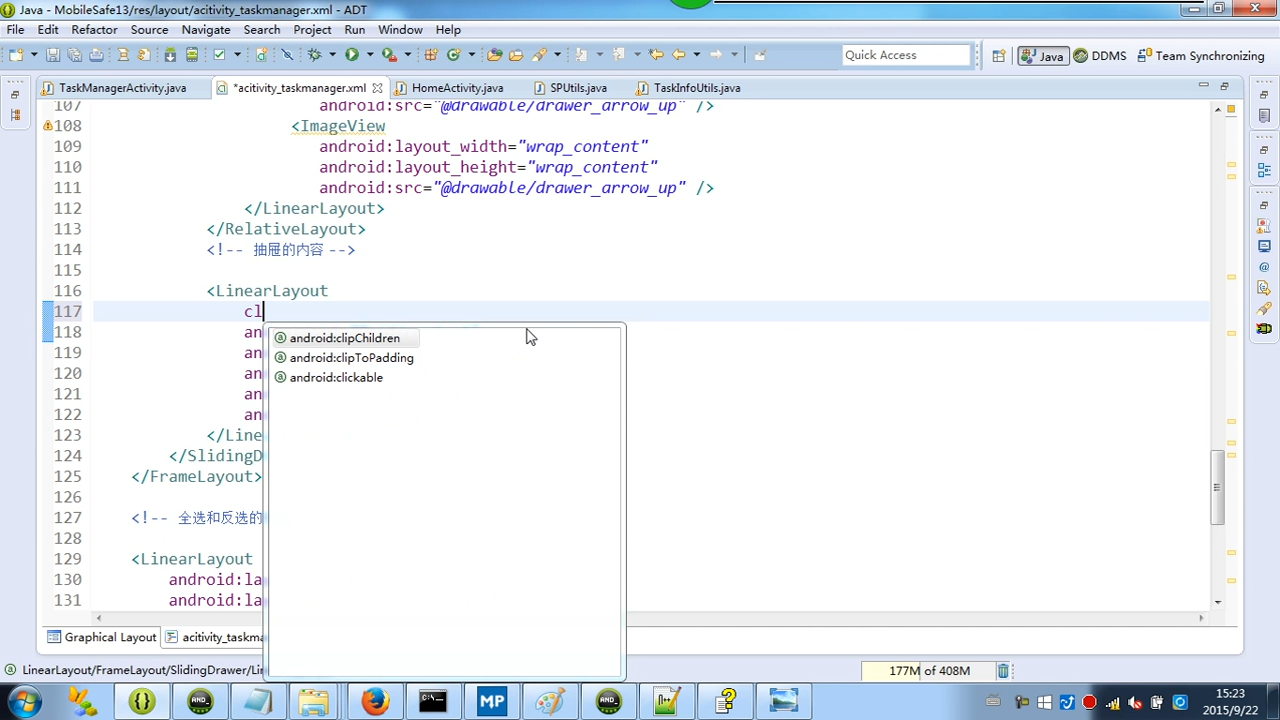 Java - MobileSafe13/res/layout/acitivity_taskmanager.xml - ADT
File Edit Refactor Source Navigate Search Project Run Window Help
Quick Access
Java
DDMS
Team Synchronizing
TaskManagerActivity.java
*acitivity_taskmanager.xml
HomeActivity.java
SPUtils.java
TaskInfoUtils.java
107 android:src="@drawable/drawer_arrow_up" />
108 <ImageView
109 android:layout_width="wrap_content"
110 android:layout_height="wrap_content"
111 android:src="@drawable/drawer_arrow_up" />
112 </LinearLayout>
113 </RelativeLayout>
114 <!-- 抽屉的内容 -->
115
116 <LinearLayout
117 cl
118 an
119 an
120 an
121 an
122 an
123 </Line
124 </SlidingD
125 </FrameLayout>
126
127 <!-- 全选和反选的
128
129 <LinearLayout
130 android:la
131 android:la
android:clipChildren
android:clipToPadding
android:clickable
Graphical Layout
acitivity_taskma
LinearLayout/FrameLayout/SlidingDrawer/Li
177M of 408M
15:23
2015/9/22